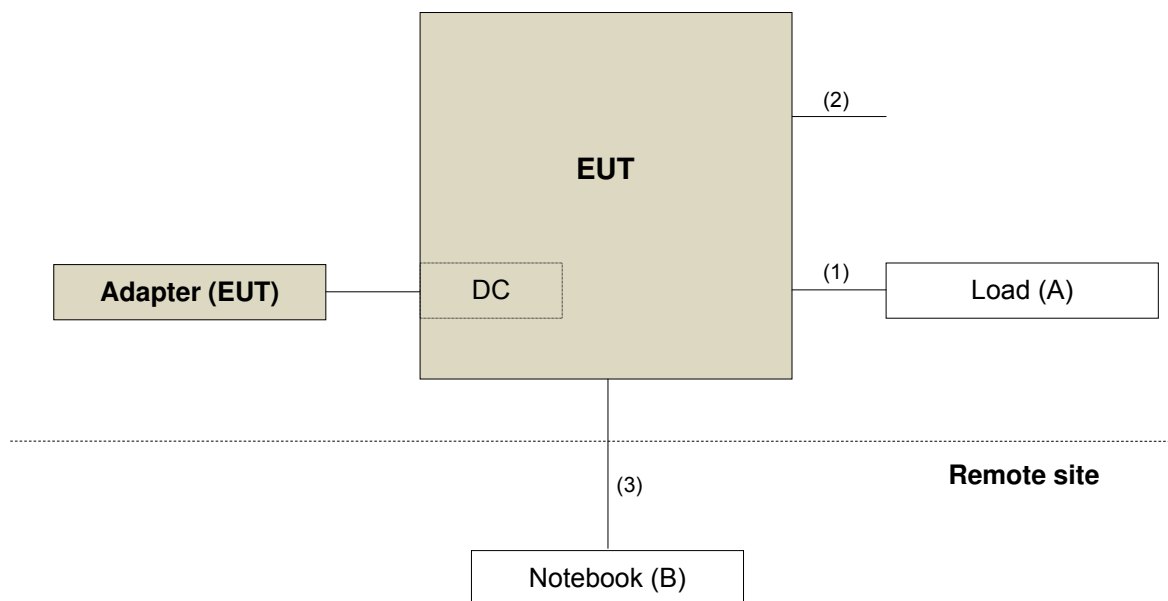 (2)
EUT
Adapter (EUT)
DC
(1)
Load (A)
Remote site
(3)
Notebook (B)